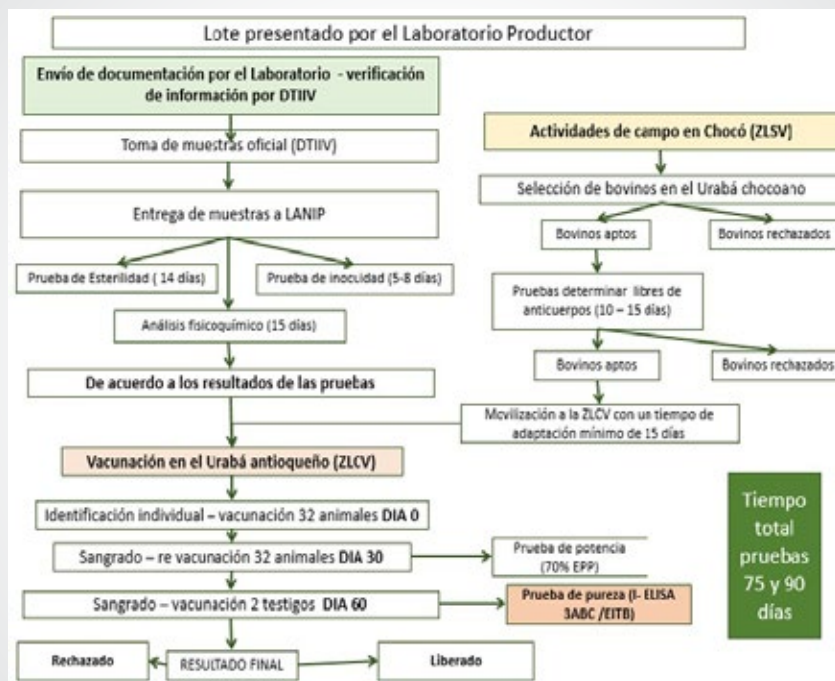 Lote presentado por el Laboratorio Productor
Envío de documentación por el Laboratorio - verificación
de información por DTIIV
Toma de muestras oficial (DTIIV)
Entrega de muestras a LANIP
Prueba de Esterilidad ( 14 días)
Prueba de inocuidad (5-8 días)
Análisis fisicoquímico (15 días)
De acuerdo a los resultados de las pruebas
Actividades de campo en Chocó (ZLSV)
Selección de bovinos en el Urabá chocoano
Bovinos aptos
Bovinos rechazados
Pruebas determinar libres de
anticuerpos (10 – 15 días)
Bovinos aptos
Bovinos rechazados
Movilización a la ZLCV con un tiempo de
adaptación mínimo de 15 días
Vacunación en el Urabá antioqueño (ZLCV)
Identificación individual – vacunación 32 animales DIA 0
Sangrado – re vacunación 32 animales DIA 30
Prueba de potencia
(70% EPP)
Sangrado – vacunación 2 testigos DIA 60
Prueba de pureza (I- ELISA
3ABC /EITB)
Rechazado
RESULTADO FINAL
Liberado
Tiempo
total
pruebas
75 y 90
días